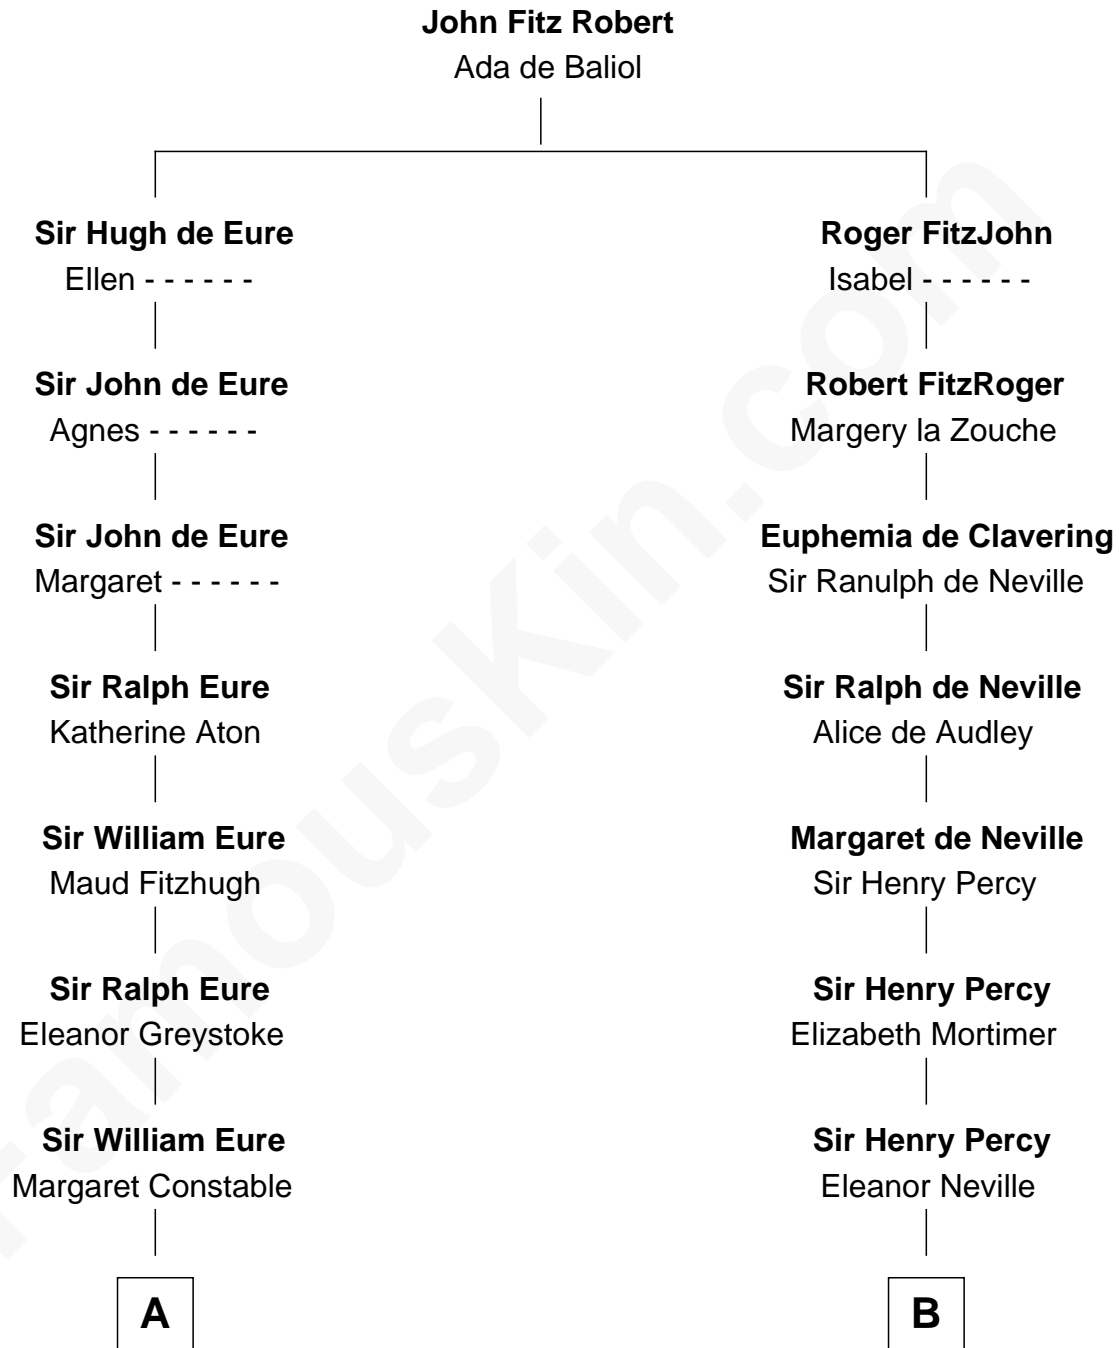 John Fitz Robert
Ada de Baliol
Sir Hugh de Eure
Ellen - - - - - -
Roger FitzJohn
Isabel - - - - - -
Sir John de Eure
Agnes - - - - - -
Robert FitzRoger
Margery la Zouche
Sir John de Eure
Margaret - - - - - -
Euphemia de Clavering
Sir Ranulph de Neville
Sir Ralph Eure
Katherine Aton
Sir Ralph de Neville
Alice de Audley
Sir William Eure
Maud Fitzhugh
Margaret de Neville
Sir Henry Percy
Sir Ralph Eure
Eleanor Greystoke
Sir Henry Percy
Elizabeth Mortimer
Sir William Eure
Margaret Constable
Sir Henry Percy
Eleanor Neville
A
B
FamousKin.com